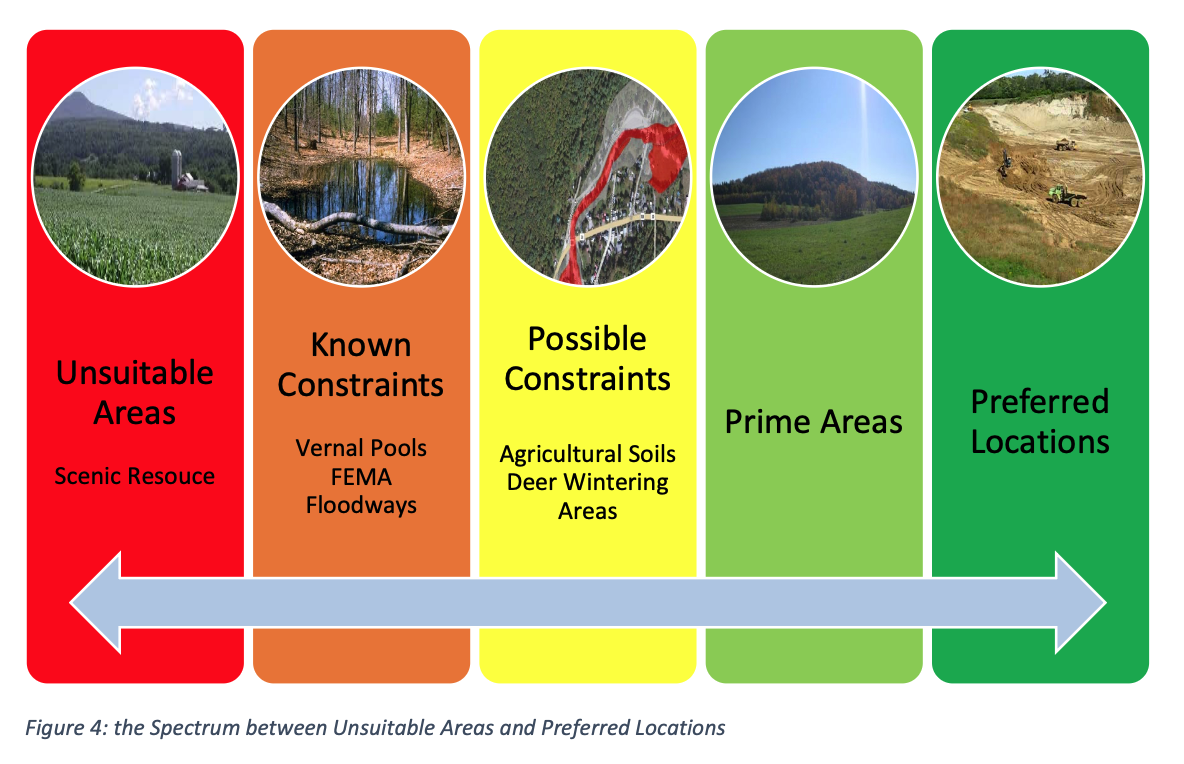 Unsuitable
Areas
Scenic Resouce
Known
Constraints
Vernal Pools
FEMA
Floodways
Possible
Constraints
Agricultural Soils
Deer Wintering
Areas
Prime Areas
Preferred
Locations
Figure 4: the Spectrum between Unsuitable Areas and Preferred Locations